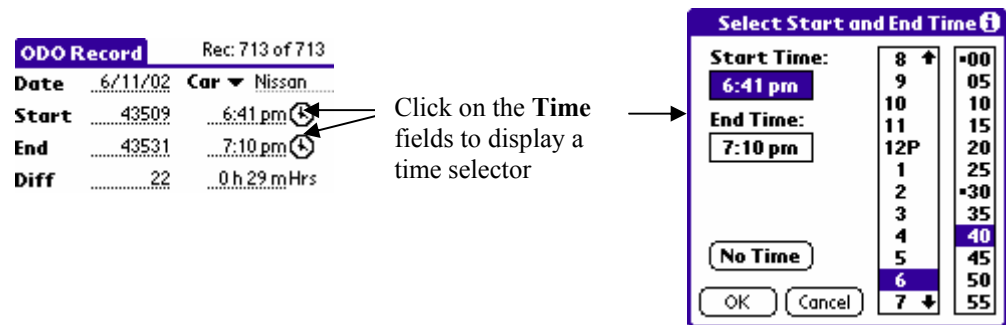 ODO Record Rec: 713 of 713
Date 6/11/02 Car Nissan
Start 43509 6:41 pm
End 43531 7:10 pm
Diff 22 0 h 29 m Hrs
Click on the Time
fields to display a
time selector
Select Start and End Time i
Start Time:
6:41 pm
End Time:
7:10 pm
No Time
OK Cancel
8
9
10
11
12P
1
2
3
4
5
6
7
00
05
10
15
20
25
30
35
40
45
50
55